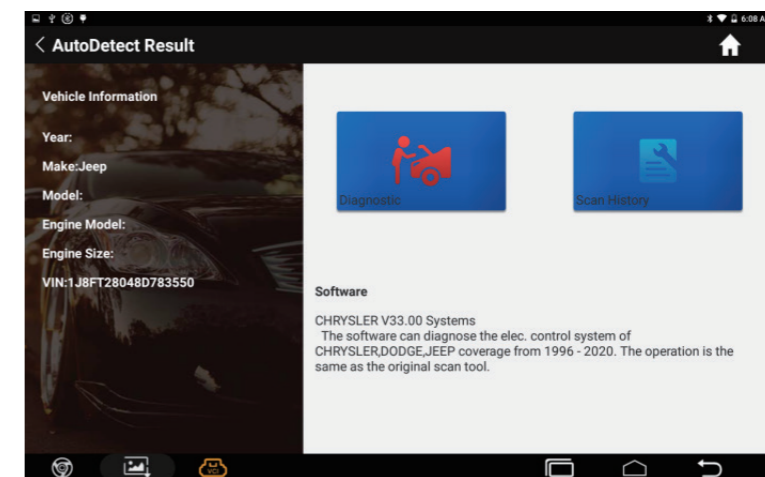 6:08 A
AutoDetect Result
Vehicle Information
Year:
Make:Jeep
Model:
Engine Model:
Engine Size:
VIN:1J8FT28048D783550
Diagnostic
Scan History
Software
CHRYSLER V33.00 Systems
The software can diagnose the elec. control system of
CHRYSLER,DODGE,JEEP coverage from 1996 - 2020. The operation is the
same as the original scan tool.
VCI